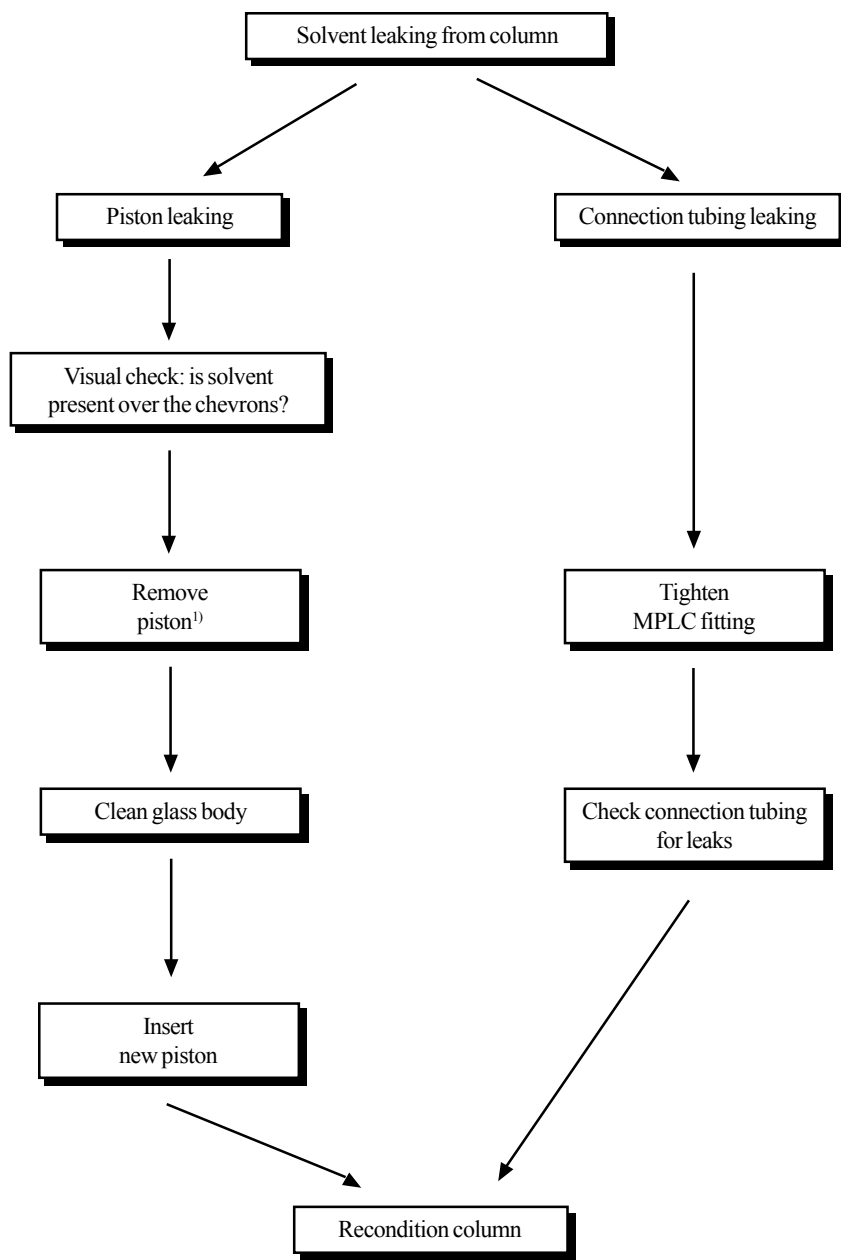 Solvent leaking from column
Piston leaking
Connection tubing leaking
Visual check: is solvent
present over the chevrons?
Remove
piston¹⁾
Tighten
MPLC fitting
Clean glass body
Check connection tubing
for leaks
Insert
new piston
Recondition column